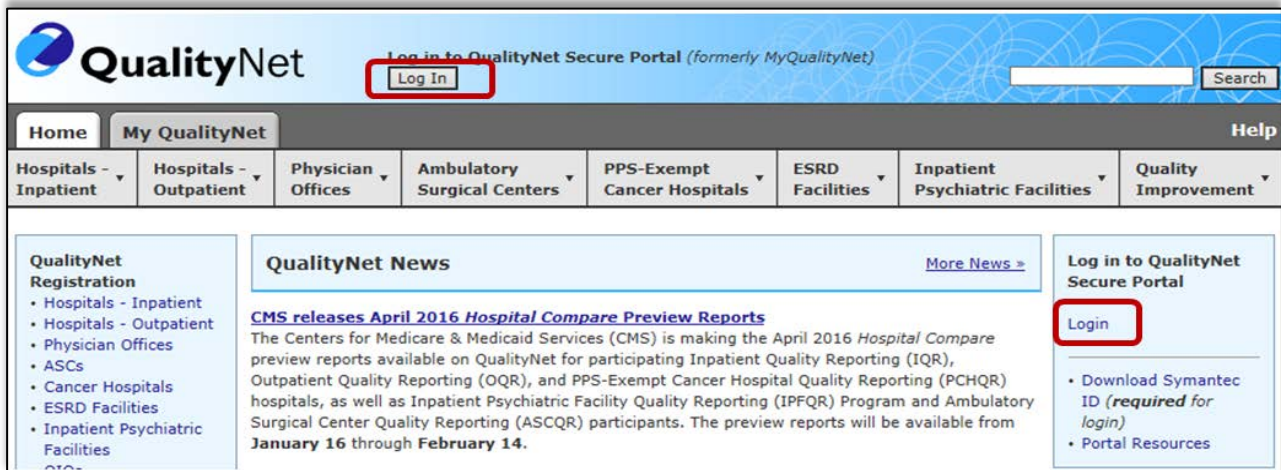 QualityNet
Log in to QualityNet Secure Portal (formerly MyQualityNet)
Log In
Search
Home
My QualityNet
Help
Hospitals -
Inpatient
Hospitals -
Outpatient
Physician
Offices
Ambulatory
Surgical Centers
PPS-Exempt
Cancer Hospitals
ESRD
Facilities
Inpatient
Psychiatric Facilities
Quality
Improvement
QualityNet
Registration
• Hospitals - Inpatient
• Hospitals - Outpatient
• Physician Offices
• ASCs
• Cancer Hospitals
• ESRD Facilities
• Inpatient Psychiatric
Facilities
QualityNet News
More News »
CMS releases April 2016 Hospital Compare Preview Reports
The Centers for Medicare & Medicaid Services (CMS) is making the April 2016 Hospital Compare
preview reports available on QualityNet for participating Inpatient Quality Reporting (IQR),
Outpatient Quality Reporting (OQR), and PPS-Exempt Cancer Hospital Quality Reporting (PCHQR)
hospitals, as well as Inpatient Psychiatric Facility Quality Reporting (IPFQR) Program and Ambulatory
Surgical Center Quality Reporting (ASCQR) participants. The preview reports will be available from
January 16 through February 14.
Log in to QualityNet
Secure Portal
Login
• Download Symantec
ID (required for
login)
• Portal Resources